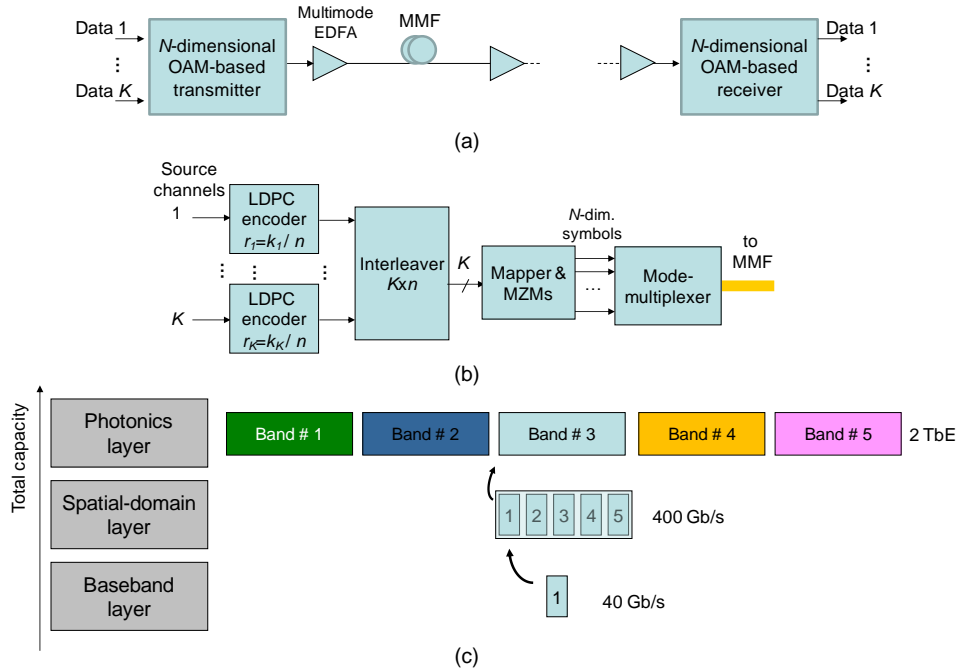 Data 1
⋮
Data K
N-dimensional
OAM-based
transmitter
Multimode
EDFA
MMF
N-dimensional
OAM-based
receiver
Data 1
⋮
Data K
(a)
Source
channels
1
LDPC
encoder
r1=k1/ n
⋮ ⋮ ⋮
K
LDPC
encoder
rK=kK/ n
Interleaver
Kxn
K
Mapper &
MZMs
N-dim.
symbols
...
Mode-
multiplexer
to
MMF
(b)
Total capacity
Photonics
layer
Band # 1
Band # 2
Band # 3
Band # 4
Band # 5
2 TbE
Spatial-domain
layer
1 2 3 4 5
400 Gb/s
Baseband
layer
1
40 Gb/s
(c)